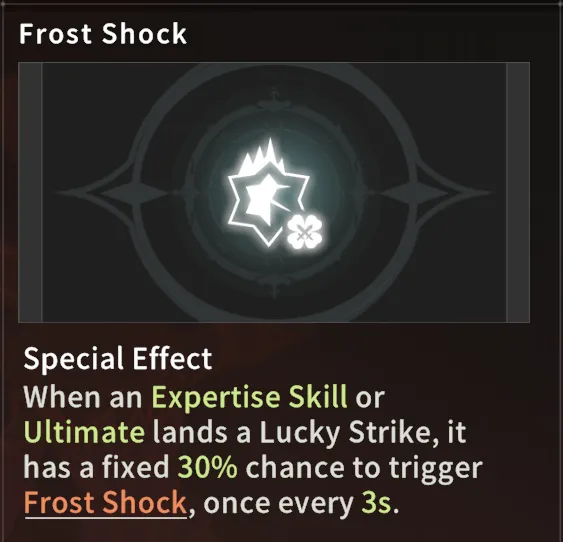 Frost Shock
Special Effect
When an Expertise Skill or
Ultimate lands a Lucky Strike, it
has a fixed 30% chance to trigger
Frost Shock, once every 3s.